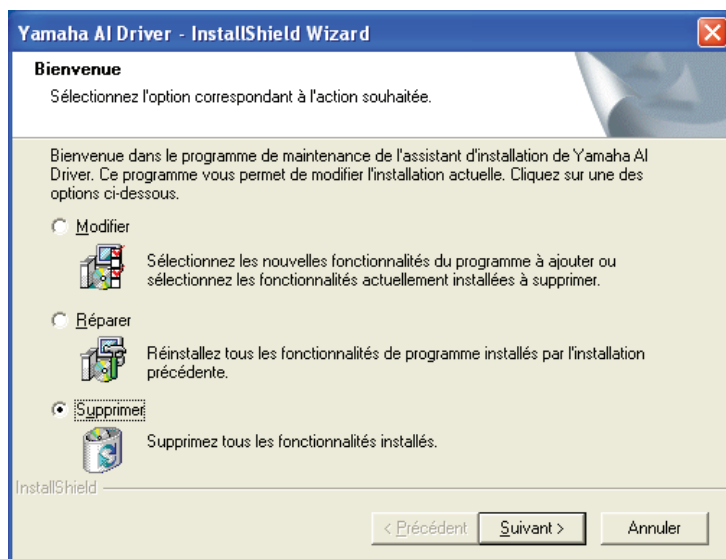 Yamaha AI Driver - InstallShield Wizard
Bienvenue
Sélectionnez l'option correspondant à l'action souhaitée.
Bienvenue dans le programme de maintenance de l'assistant d'installation de Yamaha AI
Driver. Ce programme vous permet de modifier l'installation actuelle. Cliquez sur une des
options ci-dessous.
Modifier
Sélectionnez les nouvelles fonctionnalités du programme à ajouter ou
sélectionnez les fonctionnalités actuellement installées à supprimer.
Réparer
Réinstallez tous les fonctionnalités de programme installés par l'installation
précédente.
Supprimer
Supprimez tous les fonctionnalités installés.
InstallShield
< Précédent
Suivant >
Annuler